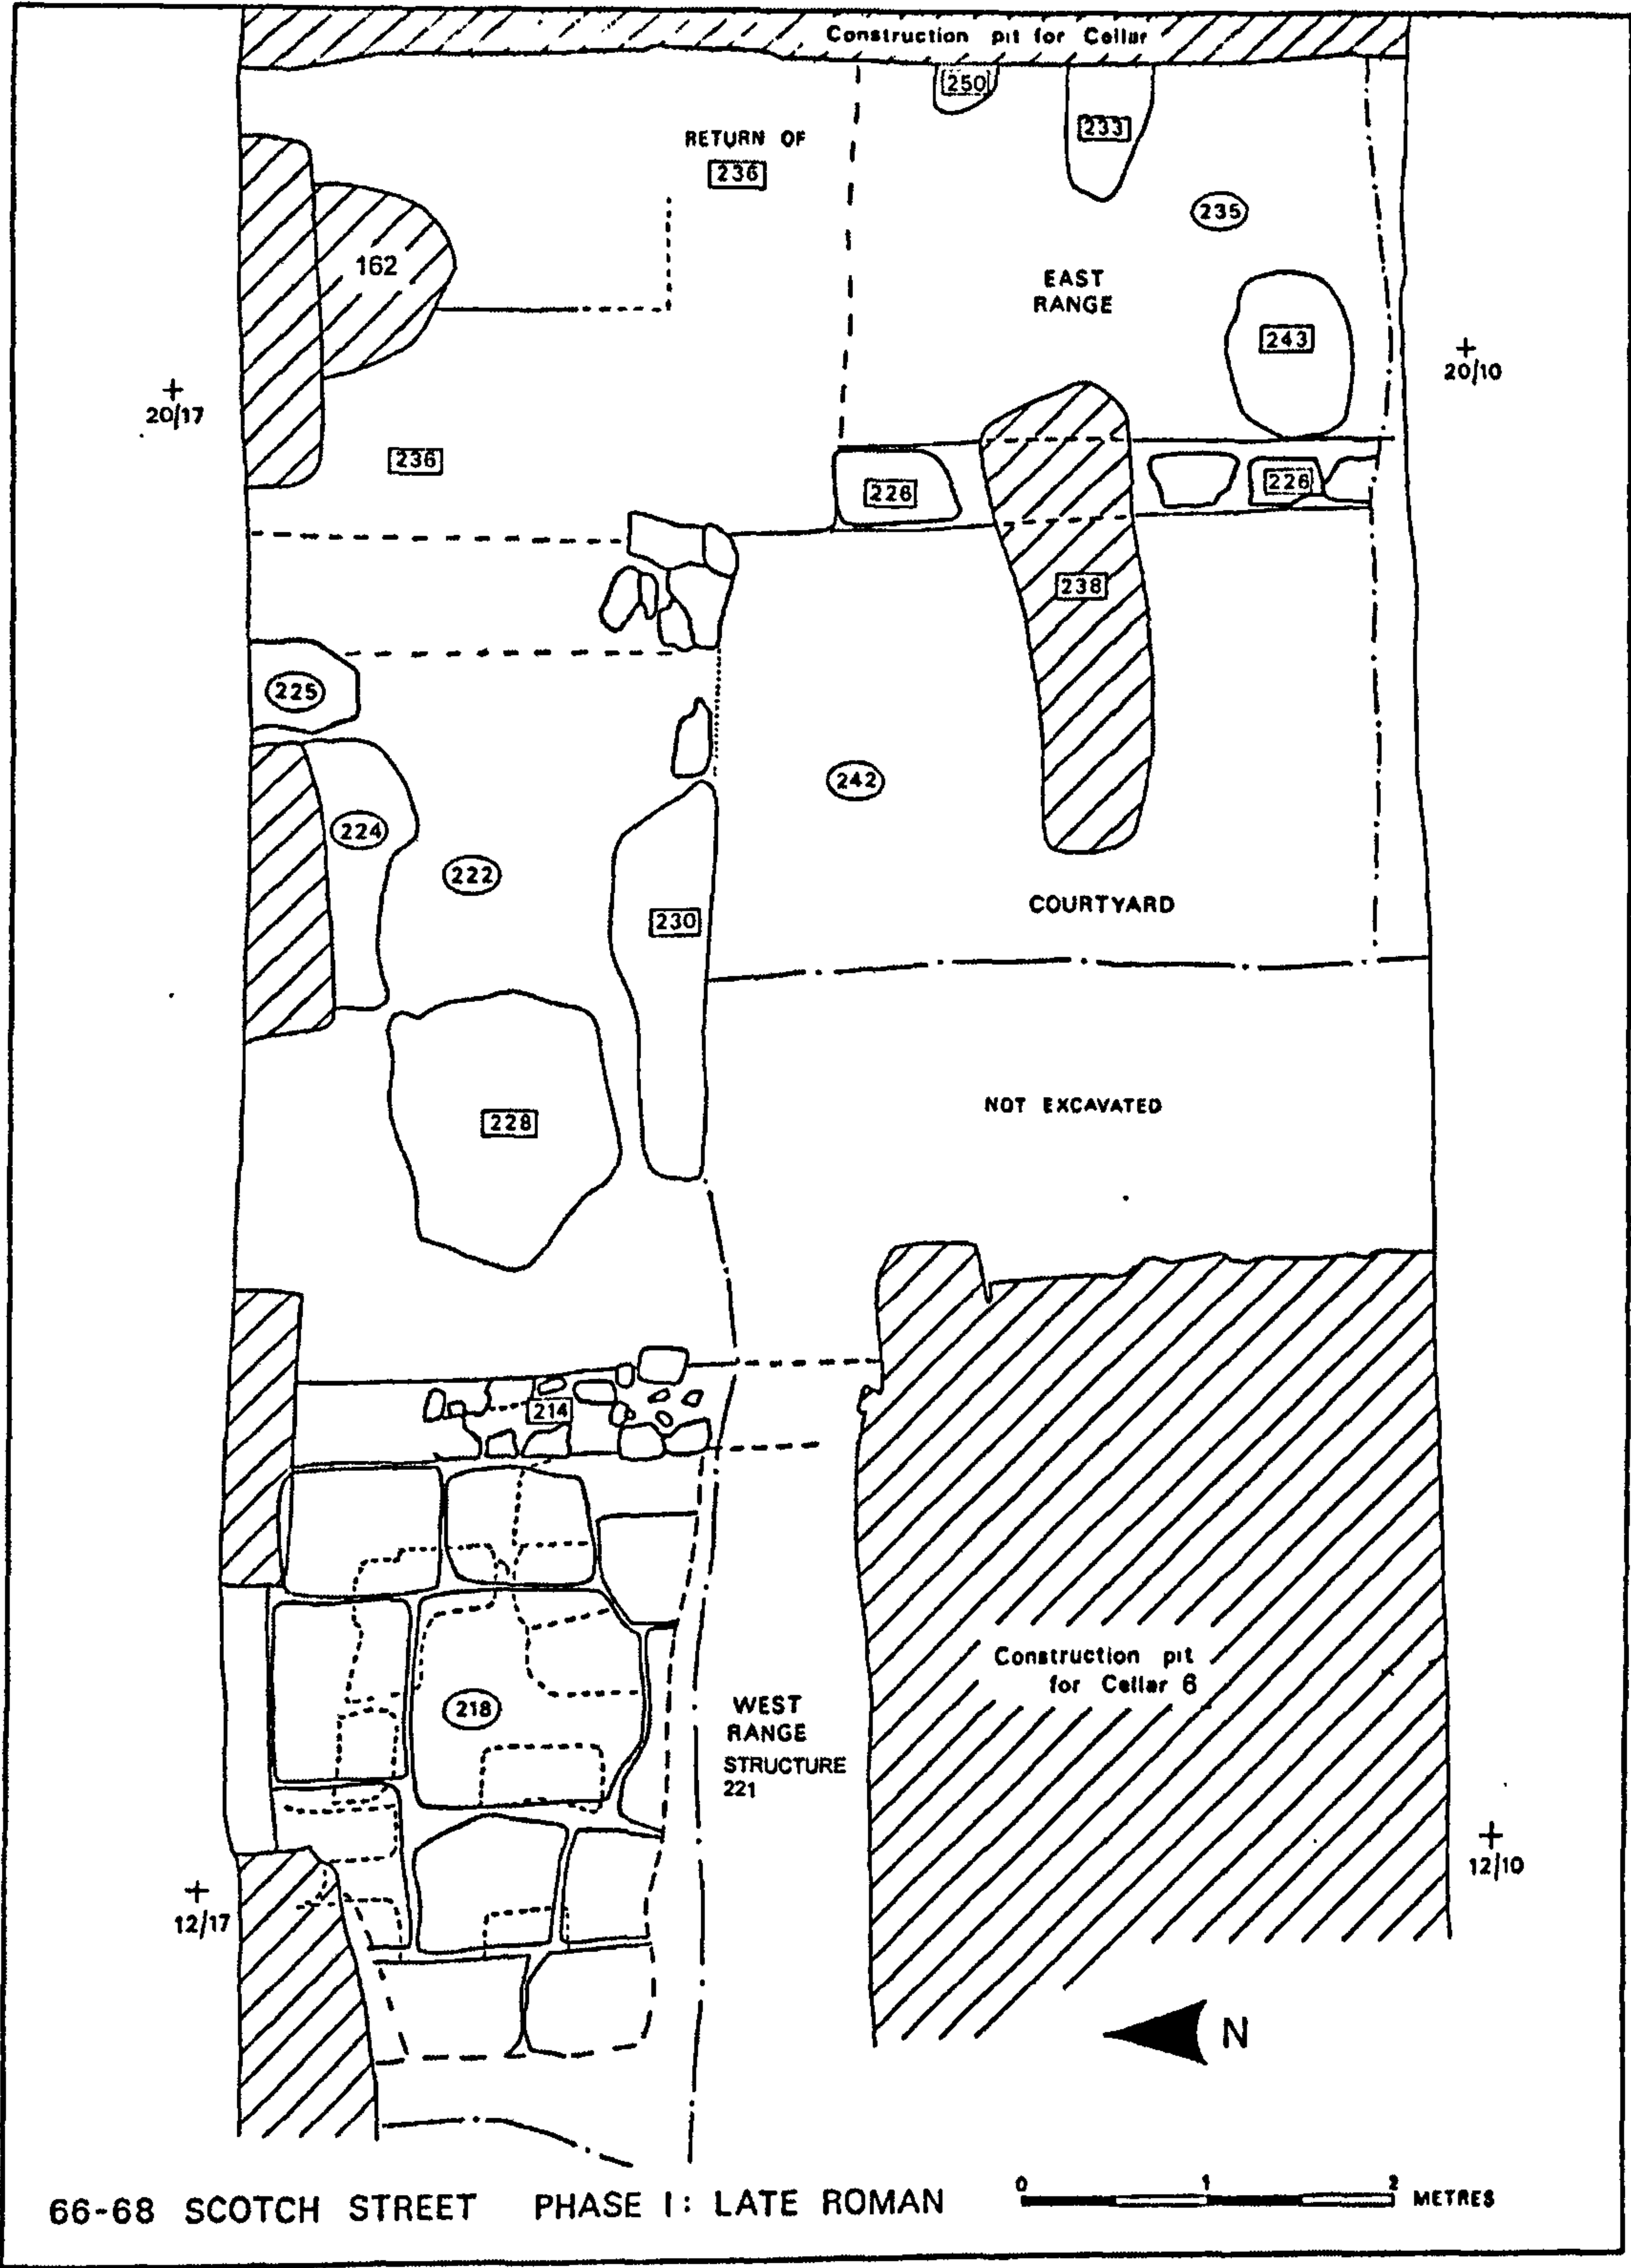 Construction pit for Cellar
250
233
RETURN OF
236
235
162
EAST
RANGE
243
+
20/17
+
20/10
236
226
226
238
225
242
224
222
230
COURTYARD
228
NOT EXCAVATED
214
Construction pit
for Cellar 6
218
WEST
RANGE
STRUCTURE
221
+
12/10
+
12/17
N
66-68 SCOTCH STREET PHASE I: LATE ROMAN
0 1 2 METRES